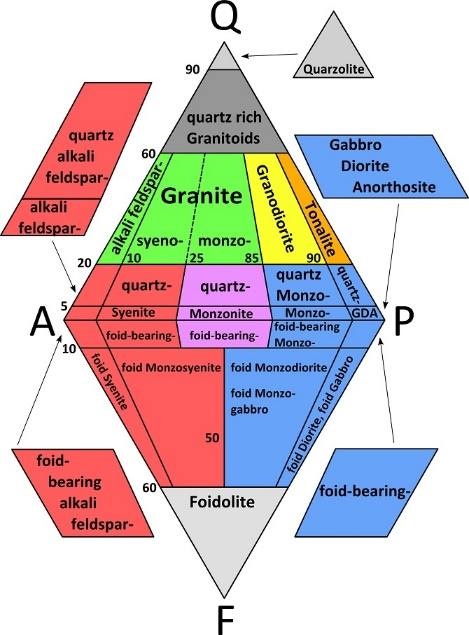 Q
90
Quarzolite
quartz rich
Granitoids
60
quartz
alkali
feldspar-
alkali
feldspar-
Gabbro
Diorite
Anorthosite
alkali feldspar-
Granite
syeno-
monzo-
Granodiorite
Tonalite
20
10
25
85
90
quartz-
quartz-
quartz
Monzo-
quartz-
5
Syenite
Monzonite
Monzo-
GDA
A
P
foid-bearing-
foid-bearing-
foid-bearing
Monzo-
10
foid Syenite
foid Monzosyenite
foid Monzodiorite
foid Monzo-
gabbro
foid Diorite, foid Gabbro
50
foid-
bearing
alkali
feldspar-
foid-bearing-
60
Foidolite
F